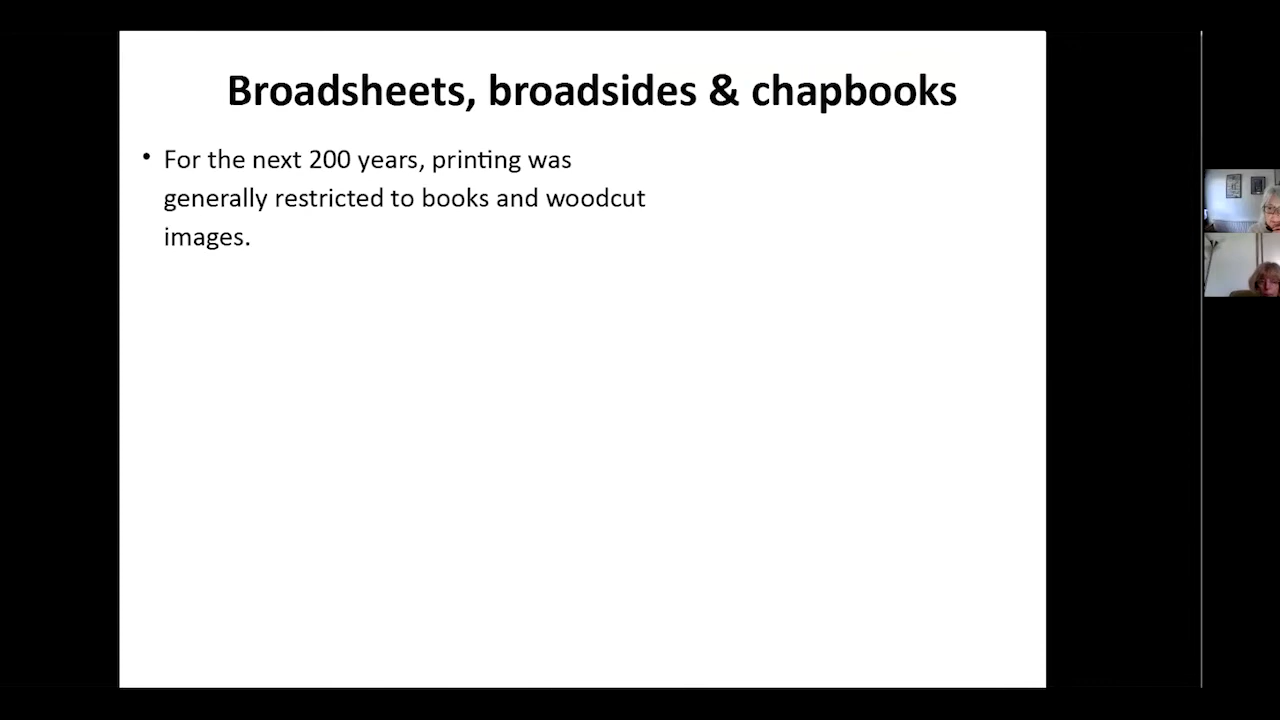 Broadsheets, broadsides & chapbooks
• For the next 200 years, printing was
generally restricted to books and woodcut
images.